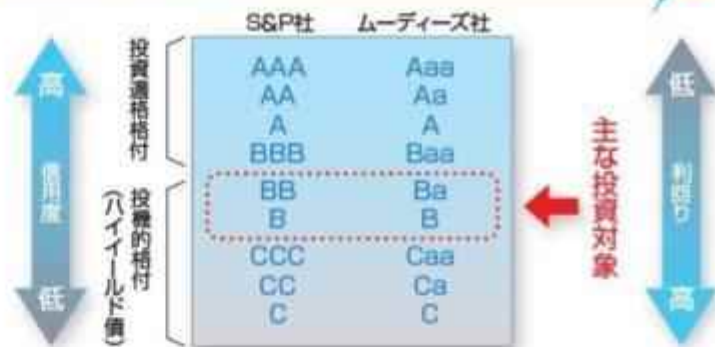 S&P社 ムーディーズ社
高
信用度
低
投資適格格付
投機的格付
(ハイイールド債)
AAA Aaa
AA Aa
A A
BBB Baa
BB Ba
B B
CCC Caa
CC Ca
C C
主な投資対象
低
利回り
高